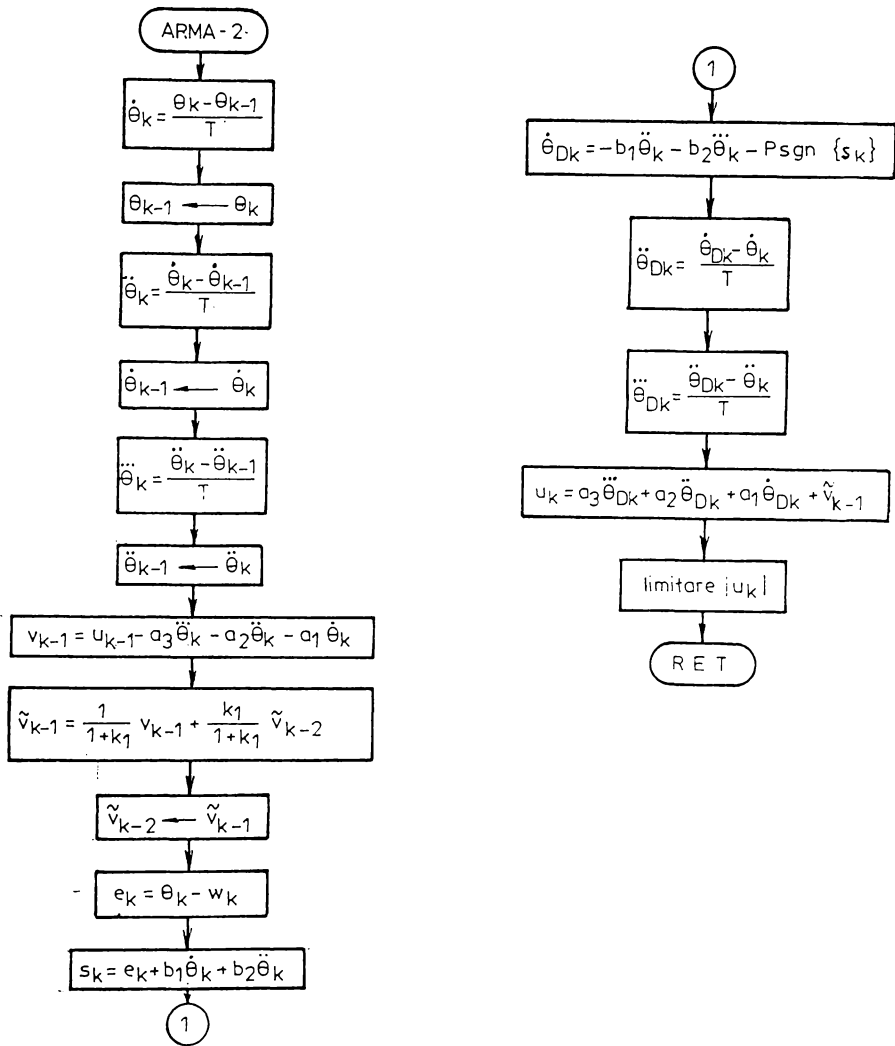 ARMA-2
θ̇k = (θk - θk-1) / T
θk-1 ← θk
θ̈k = (θ̇k - θ̇k-1) / T
θ̇k-1 ← θ̇k
θ⃛k = (θ̈k - θ̈k-1) / T
θ̈k-1 ← θ̈k
vk-1 = uk-1 - a3θ⃛k - a2θ̈k - a1θ̇k
ṽk-1 = 1/(1+k1) vk-1 + k1/(1+k1) ṽk-2
ṽk-2 ← ṽk-1
ek = θk - wk
sk = ek + b1θ̇k + b2θ̈k
1
1
θ̇Dk = -b1θ̈k - b2θ⃛k - Psgn {sk}
θ̈Dk = (θ̇Dk - θ̇k) / T
θ⃛Dk = (θ̈Dk - θ̈k) / T
uk = a3θ⃛Dk + a2θ̈Dk + a1θ̇Dk + ṽk-1
limitare |uk|
RET